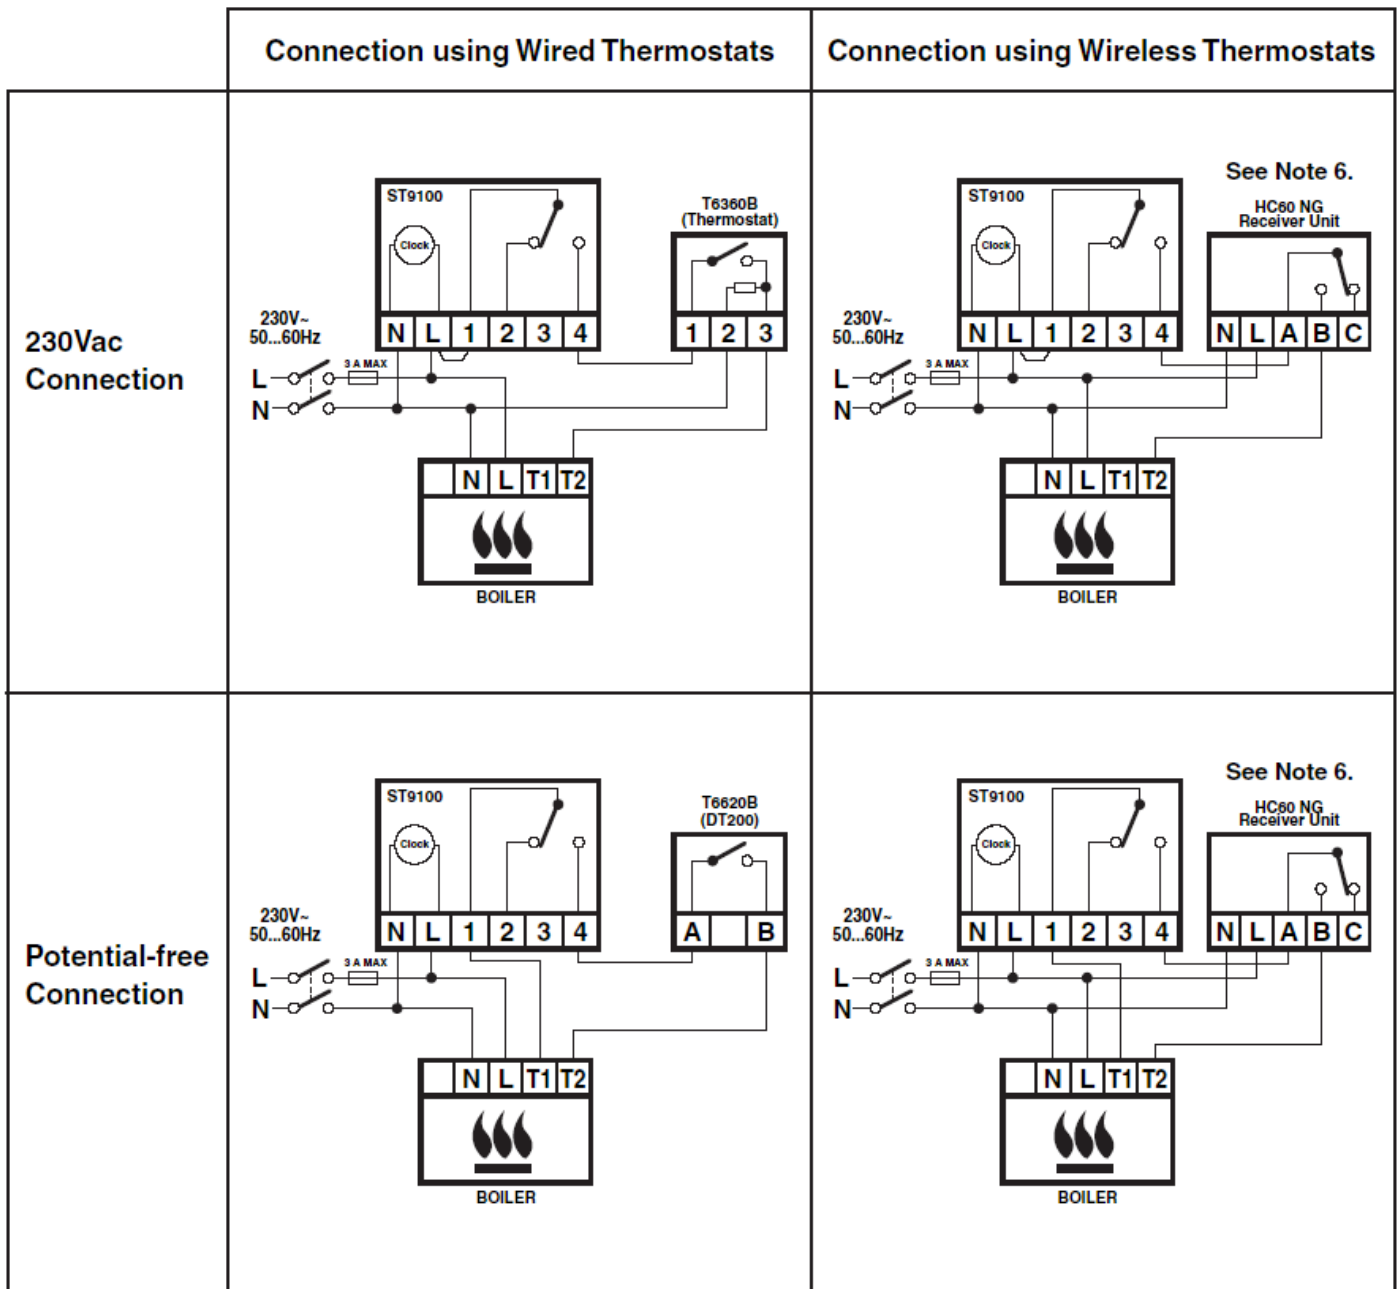 Connection using Wired Thermostats
Connection using Wireless Thermostats
230Vac
Connection
ST9100
Clock
N L 1 2 3 4
T6360B
(Thermostat)
1 2 3
230V~
50...60Hz
3 A MAX
L
N
N L T1 T2
BOILER
ST9100
Clock
N L 1 2 3 4
See Note 6.
HC60 NG
Receiver Unit
N L A B C
230V~
50...60Hz
3 A MAX
L
N
N L T1 T2
BOILER
Potential-free
Connection
ST9100
Clock
N L 1 2 3 4
T6620B
(DT200)
A B
230V~
50...60Hz
3 A MAX
L
N
N L T1 T2
BOILER
ST9100
Clock
N L 1 2 3 4
See Note 6.
HC60 NG
Receiver Unit
N L A B C
230V~
50...60Hz
3 A MAX
L
N
N L T1 T2
BOILER